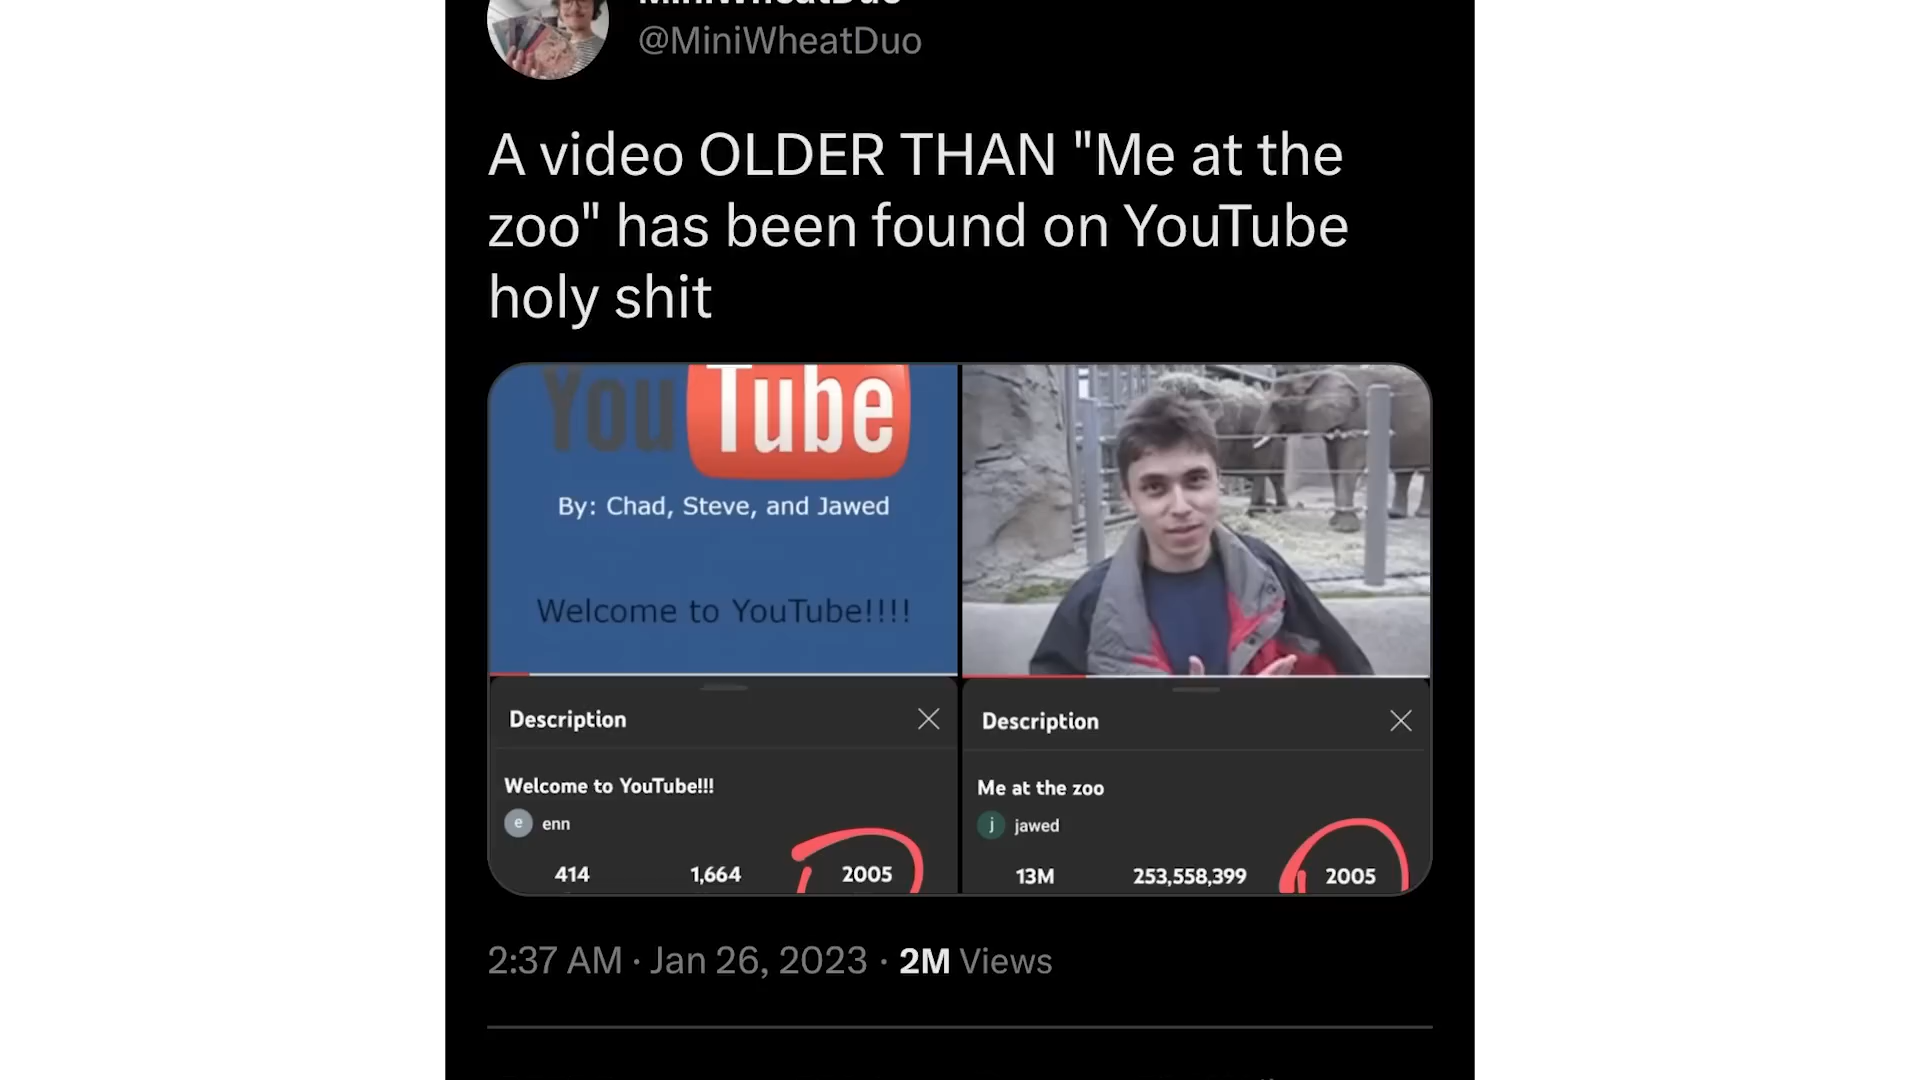 MiniWheatDuo
@MiniWheatDuo
A video OLDER THAN "Me at the
zoo" has been found on YouTube
holy shit
YouTube
By: Chad, Steve, and Jawed
Welcome to YouTube!!!!
Description
Welcome to YouTube!!!
e enn
414 1,664 2005
Description
Me at the zoo
j jawed
13M 253,558,399 2005
2:37 AM · Jan 26, 2023 · 2M Views